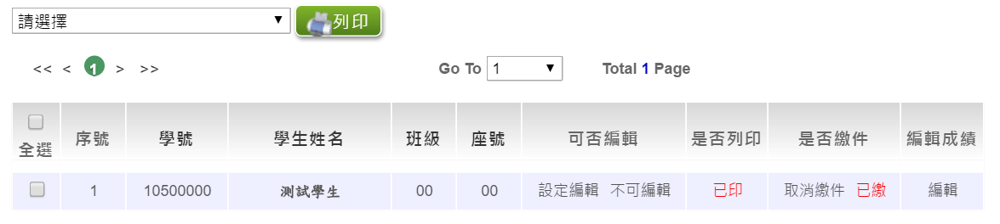 請選擇 ▼ 列印
<< < 1 > >> Go To 1 ▼ Total 1 Page
全選 序號 學號 學生姓名 班級 座號 可否編輯 是否列印 是否繳件 編輯成績
1 10500000 測試學生 00 00 設定編輯 不可編輯 已印 取消繳件 已繳 編輯